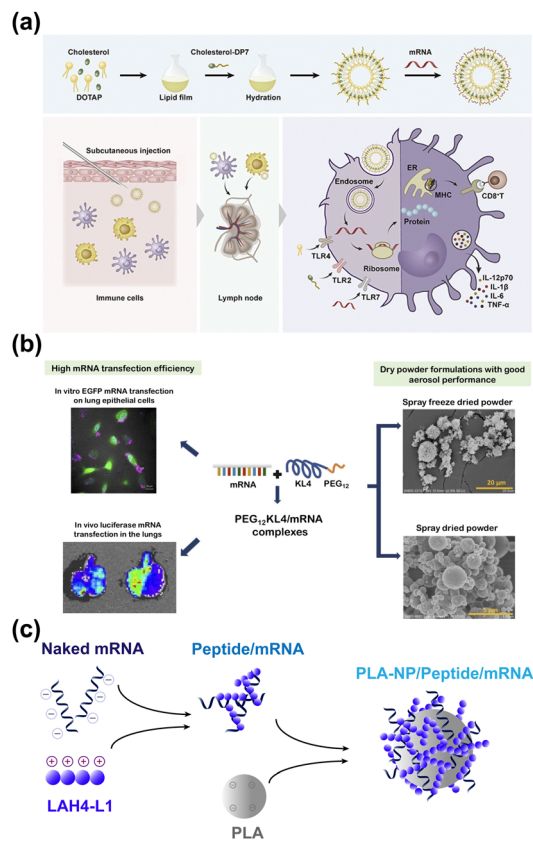 (a)
Cholesterol
Cholesterol-DP7
mRNA
DOTAP
Lipid film
Hydration
Subcutaneous injection
Immune cells
Lymph node
Endosome
ER
MHC
CD8+T
Protein
Ribosome
TLR4
TLR2
TLR7
IL-12p70
IL-1β
IL-6
TNF-α
(b)
High mRNA transfection efficiency
In vitro EGFP mRNA transfection
on lung epithelial cells
In vivo luciferase mRNA
transfection in the lungs
mRNA
+
KL4
PEG12
PEG12KL4/mRNA
complexes
Dry powder formulations with good
aerosol performance
Spray freeze dried powder
20 μm
Spray dried powder
(c)
Naked mRNA
Peptide/mRNA
PLA-NP/Peptide/mRNA
LAH4-L1
PLA